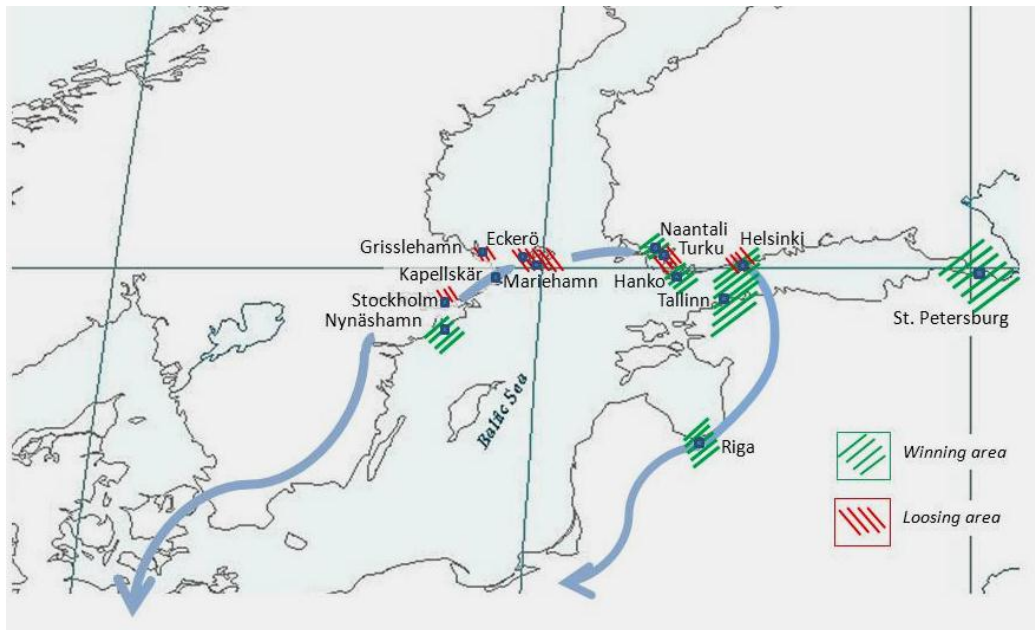 Naantali
Grisslehamn
Eckerö
Turku
Helsinki
Kapellskär
Mariehamn
Hanko
Stockholm
Tallinn
Nynäshamn
St. Petersburg
Baltic Sea
Riga
Winning area
Loosing area